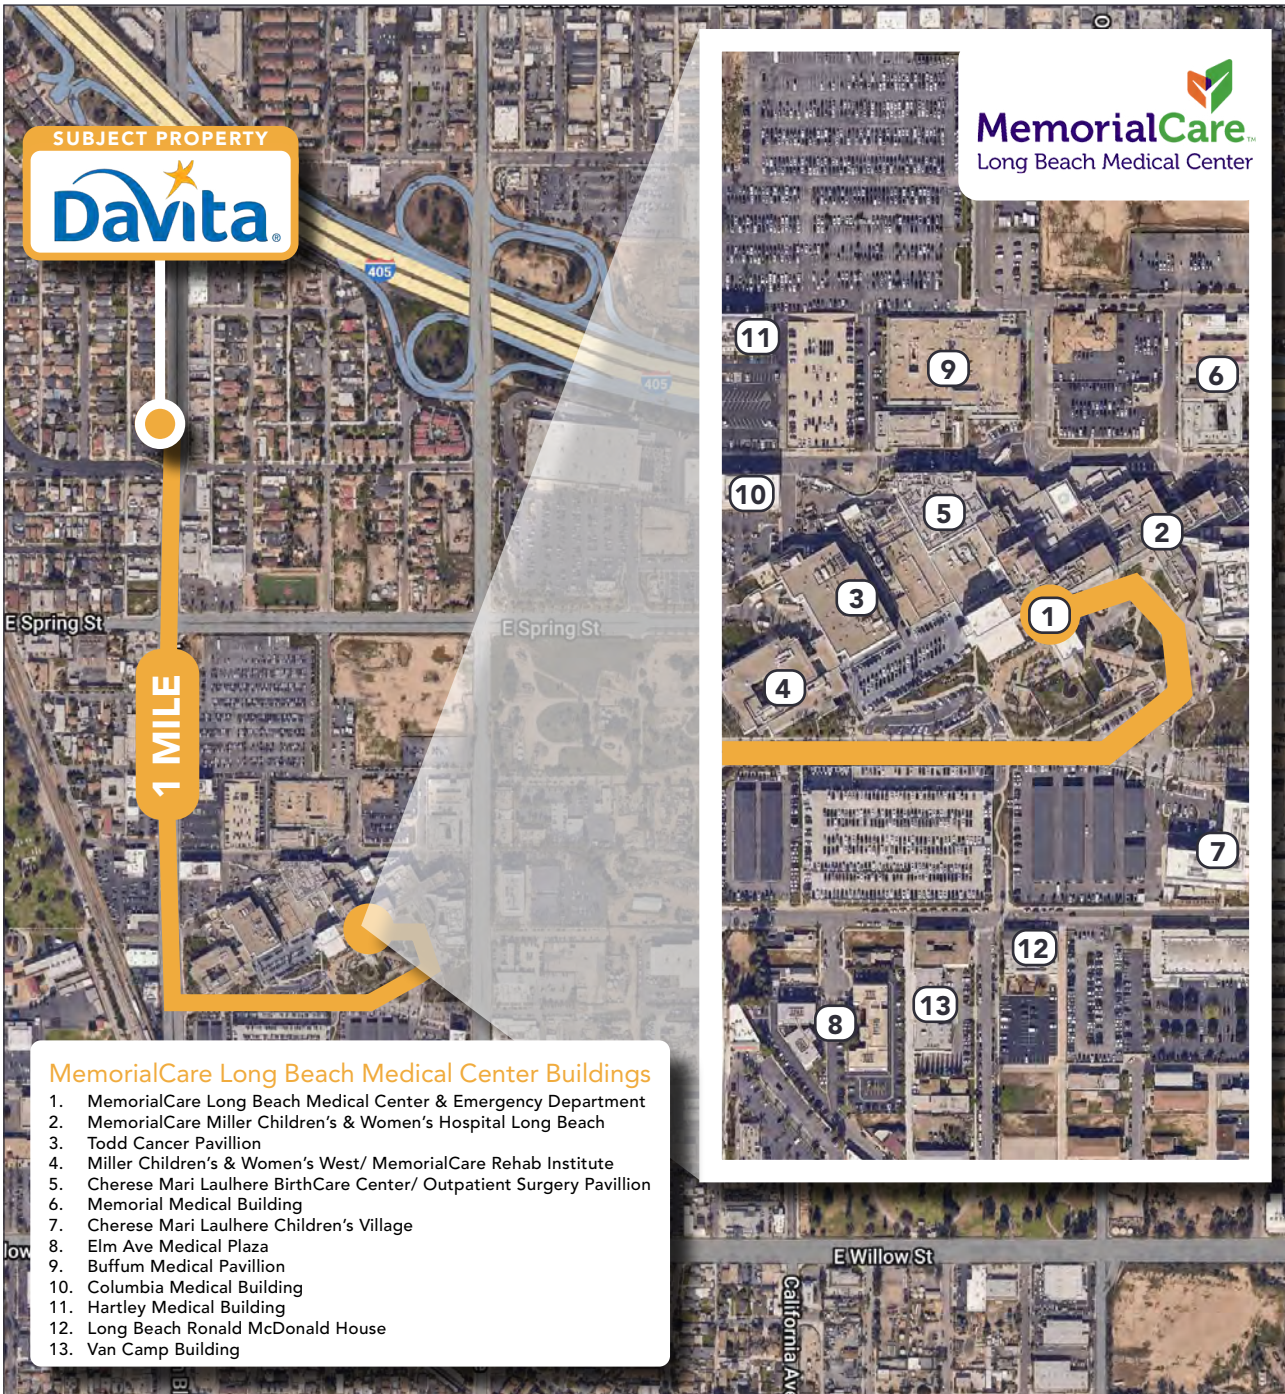 SUBJECT PROPERTY
DaVita®
405
405
E Spring St
E Spring St
1 MILE
MemorialCare™
Long Beach Medical Center
11
9
6
10
5
2
3
1
4
7
12
13
8
MemorialCare Long Beach Medical Center Buildings
1. MemorialCare Long Beach Medical Center & Emergency Department
2. MemorialCare Miller Children's & Women's Hospital Long Beach
3. Todd Cancer Pavillion
4. Miller Children's & Women's West/ MemorialCare Rehab Institute
5. Cherese Mari Laulhere BirthCare Center/ Outpatient Surgery Pavillion
6. Memorial Medical Building
7. Cherese Mari Laulhere Children's Village
8. Elm Ave Medical Plaza
9. Buffum Medical Pavillion
10. Columbia Medical Building
11. Hartley Medical Building
12. Long Beach Ronald McDonald House
13. Van Camp Building
E Willow St
California Ave